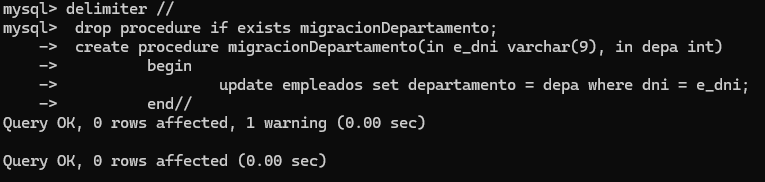 mysql> delimiter //
mysql>  drop procedure if exists migracionDepartamento;
    ->  create procedure migracionDepartamento(in e_dni varchar(9), in depa int)
    ->          begin
    ->                  update empleados set departamento = depa where dni = e_dni;
    ->          end//
Query OK, 0 rows affected, 1 warning (0.00 sec)

Query OK, 0 rows affected (0.00 sec)